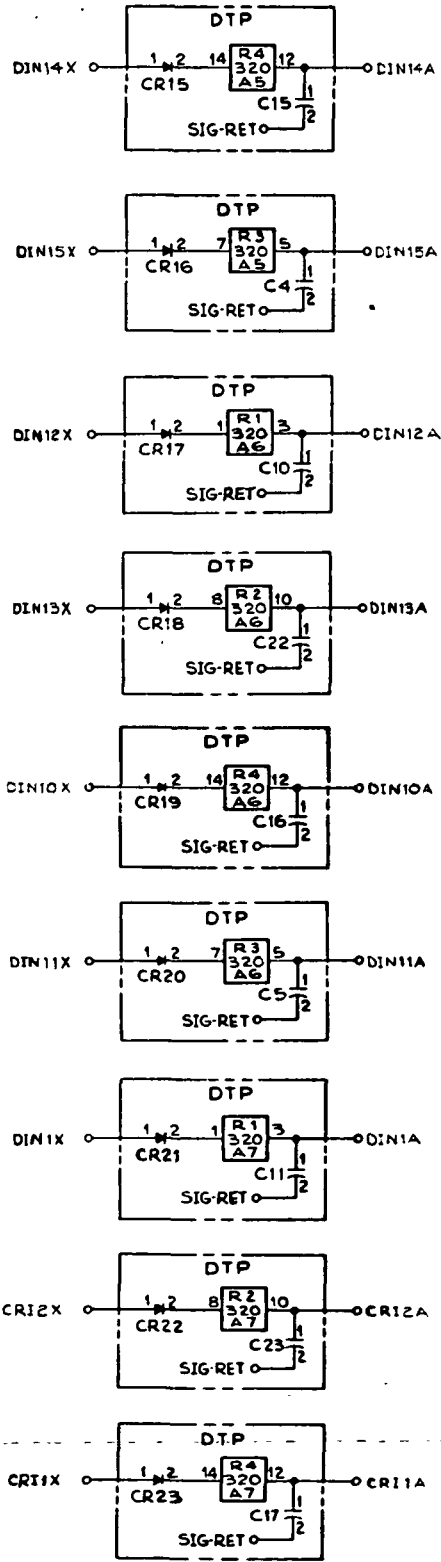 DTP
DIN14X 1 2 14 R4 12 DIN14A
CR15 320 C15 1
A5 2
SIG-RET
DTP
DIN15X 1 2 7 R3 5 DIN15A
CR16 320 C4 1
A5 2
SIG-RET
DTP
DIN12X 1 2 1 R1 3 DIN12A
CR17 320 C10 1
A6 2
SIG-RET
DTP
DIN13X 1 2 8 R2 10 DIN13A
CR18 320 C22 1
A6 2
SIG-RET
DTP
DIN10X 1 2 14 R4 12 DIN10A
CR19 320 C16 1
A6 2
SIG-RET
DTP
DIN11X 1 2 7 R3 5 DIN11A
CR20 320 C5 1
A6 2
SIG-RET
DTP
DIN1X 1 2 1 R1 3 DIN1A
CR21 320 C11 1
A7 2
SIG-RET
DTP
CRI2X 1 2 8 R2 10 CRI2A
CR22 320 C23 1
A7 2
SIG-RET
DTP
CRI1X 1 2 14 R4 12 CRI1A
CR23 320 C17 1
A7 2
SIG-RET